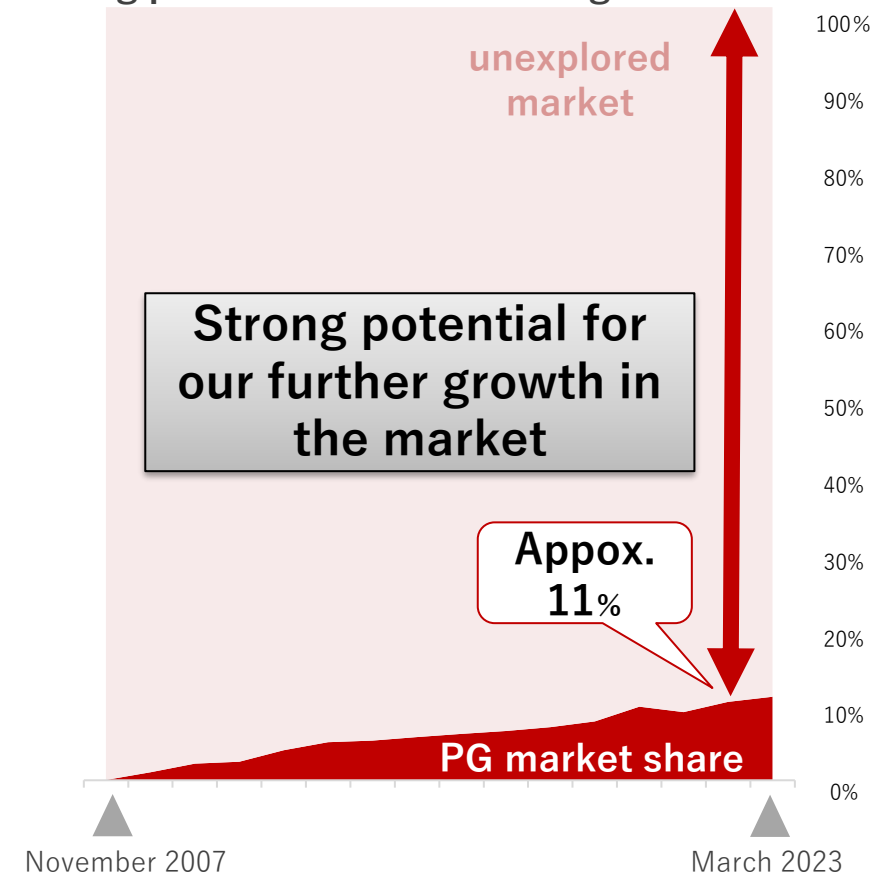 unexplored
market
100%
90%
80%
70%
60%
50%
40%
30%
20%
10%
0%
Strong potential for
our further growth in
the market
Appox.
11%
PG market share
November 2007
March 2023